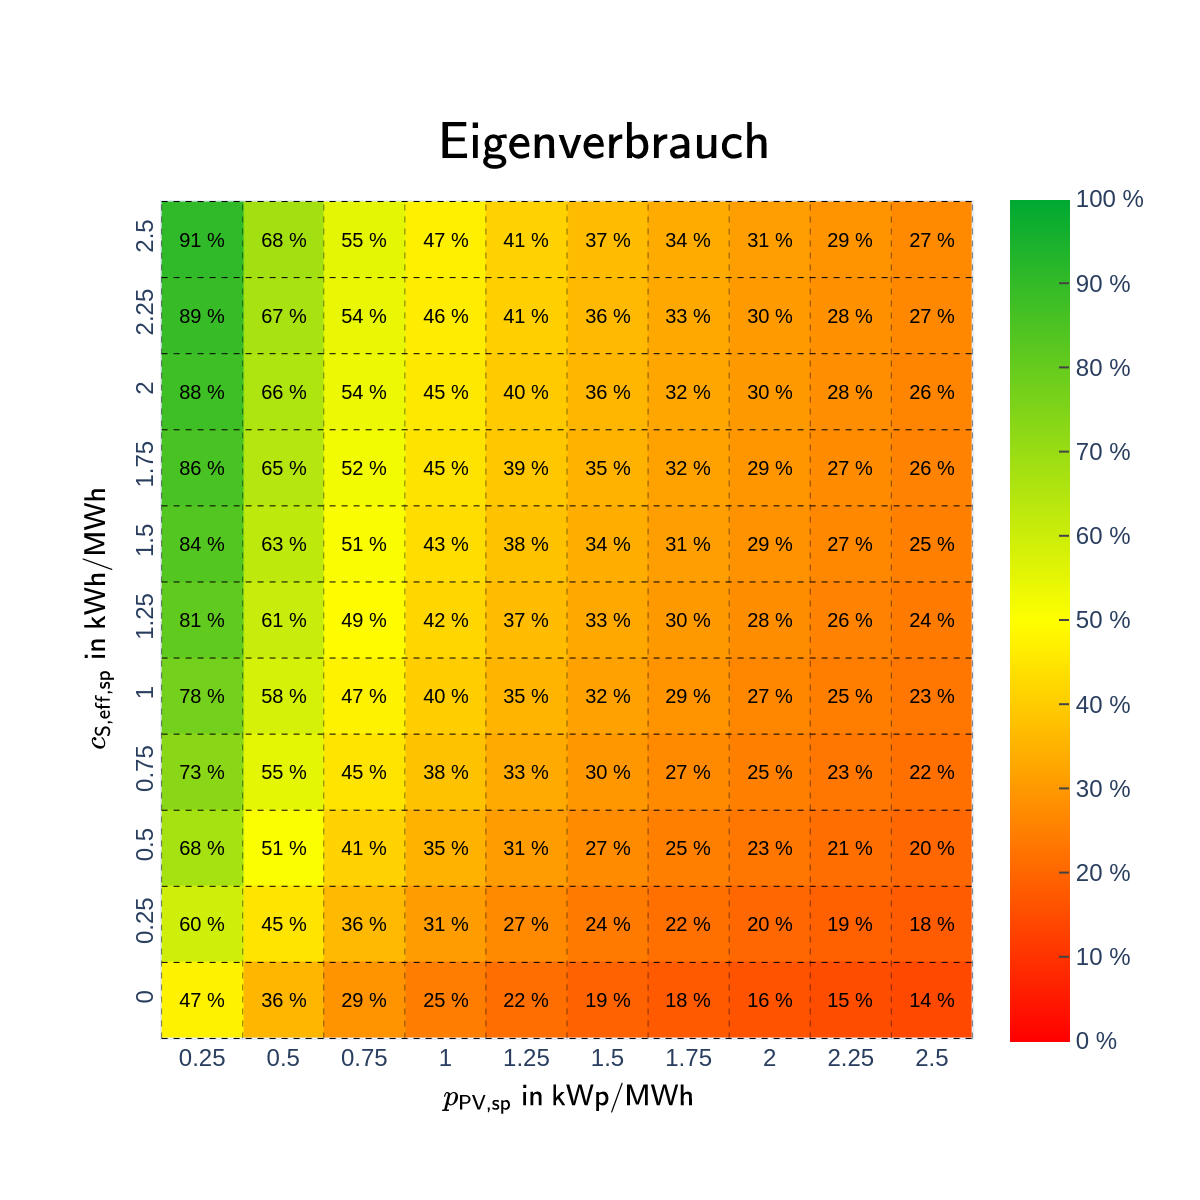 Eigenverbrauch
100 %
2.5 91 % 68 % 55 % 47 % 41 % 37 % 34 % 31 % 29 % 27 %
90 %
2.25 89 % 67 % 54 % 46 % 41 % 36 % 33 % 30 % 28 % 27 %
80 %
2 88 % 66 % 54 % 45 % 40 % 36 % 32 % 30 % 28 % 26 %
70 %
1.75 86 % 65 % 52 % 45 % 39 % 35 % 32 % 29 % 27 % 26 %
60 %
1.5 84 % 63 % 51 % 43 % 38 % 34 % 31 % 29 % 27 % 25 %
50 %
1.25 81 % 61 % 49 % 42 % 37 % 33 % 30 % 28 % 26 % 24 %
c_S,eff,sp in kWh/MWh
1 78 % 58 % 47 % 40 % 35 % 32 % 29 % 27 % 25 % 23 %
40 %
0.75 73 % 55 % 45 % 38 % 33 % 30 % 27 % 25 % 23 % 22 %
30 %
0.5 68 % 51 % 41 % 35 % 31 % 27 % 25 % 23 % 21 % 20 %
20 %
0.25 60 % 45 % 36 % 31 % 27 % 24 % 22 % 20 % 19 % 18 %
10 %
0 47 % 36 % 29 % 25 % 22 % 19 % 18 % 16 % 15 % 14 %
0 %
0.25 0.5 0.75 1 1.25 1.5 1.75 2 2.25 2.5
p_PV,sp in kWp/MWh